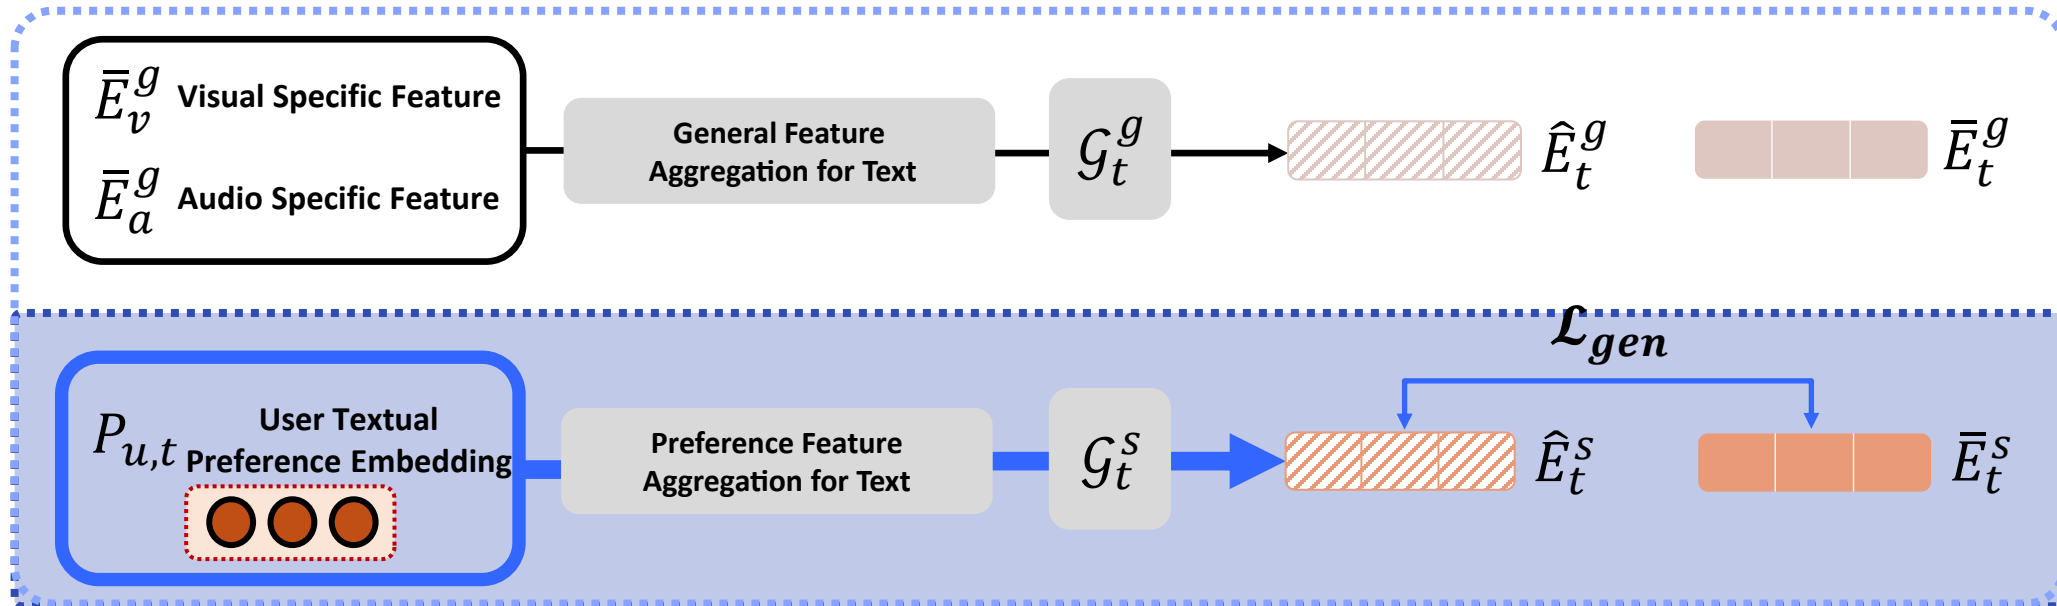 Ē_v^g Visual Specific Feature
Ē_a^g Audio Specific Feature
General Feature
Aggregation for Text
𝒢_t^g
Ê_t^g
Ē_t^g
ℒ_gen
P_{u,t}
User Textual
Preference Embedding
Preference Feature
Aggregation for Text
𝒢_t^s
Ê_t^s
Ē_t^s